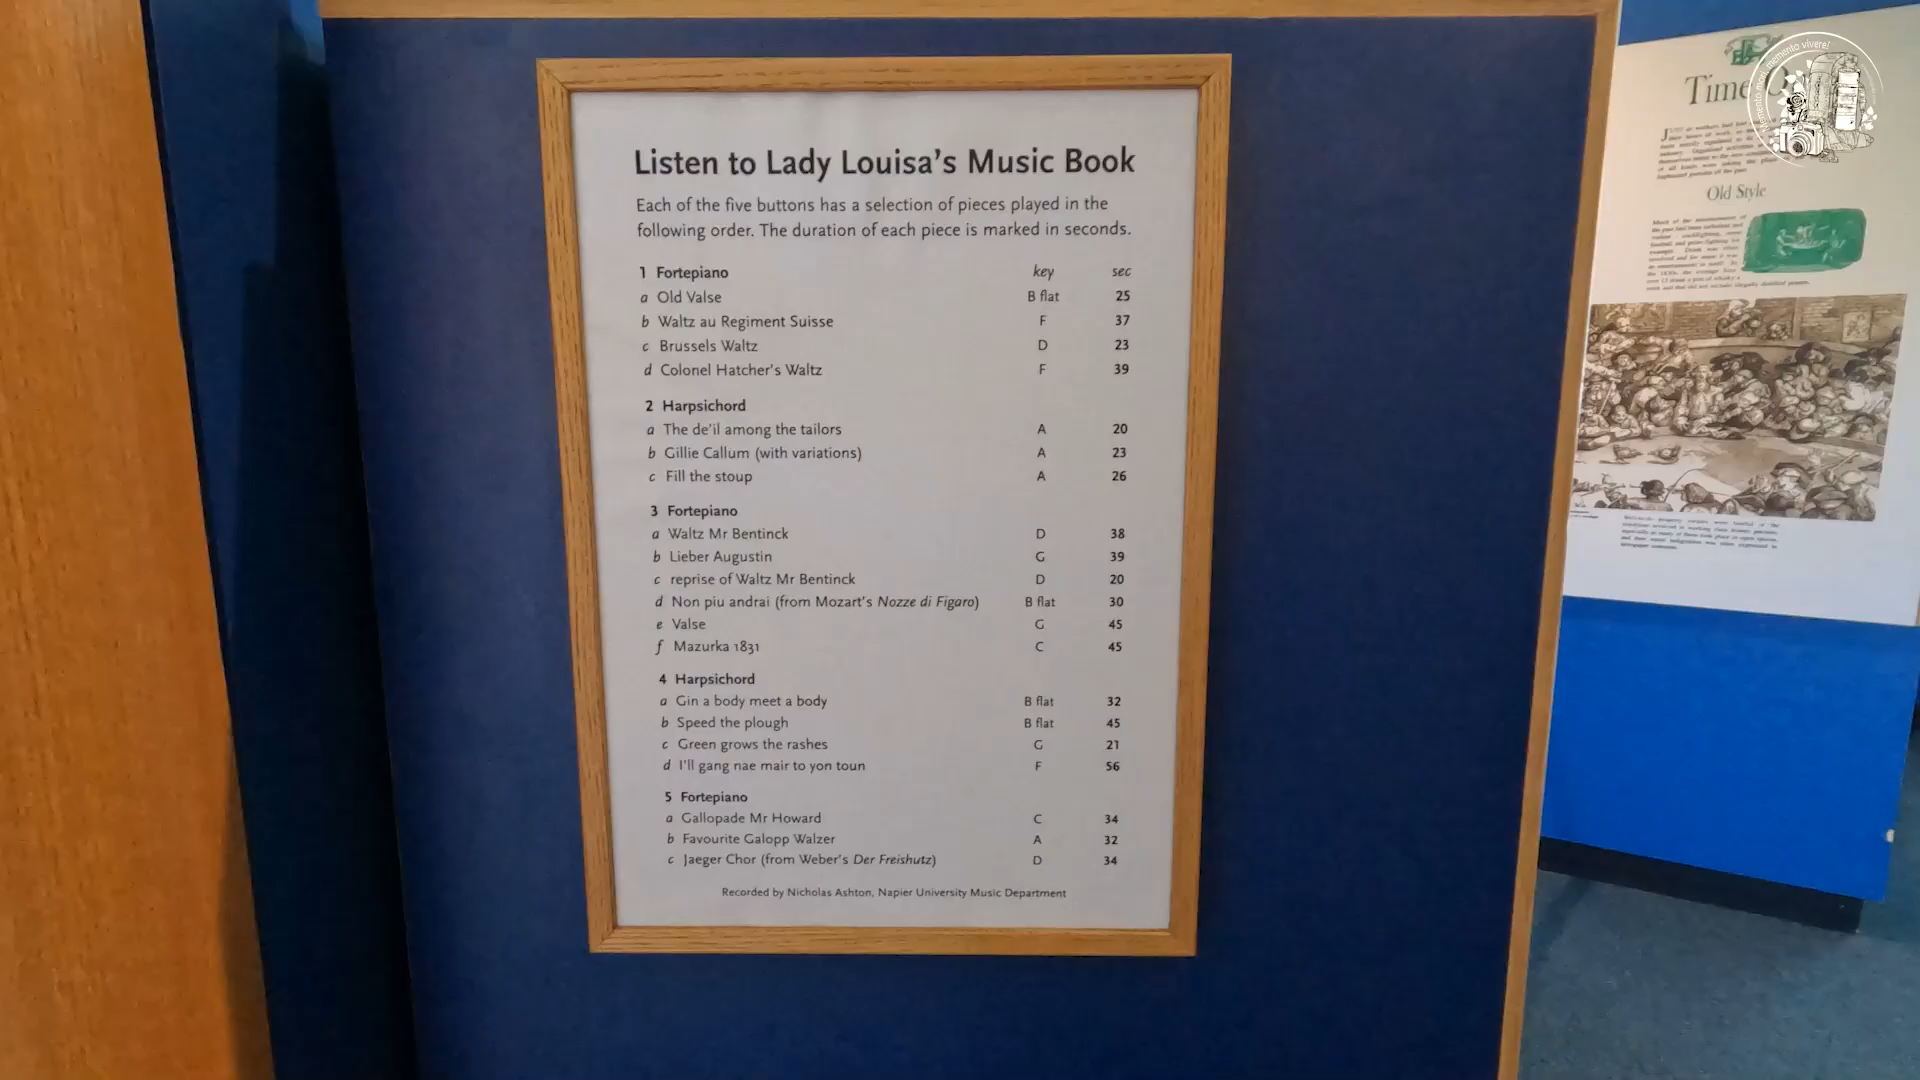 Listen to Lady Louisa's Music Book
Each of the five buttons has a selection of pieces played in the
following order. The duration of each piece is marked in seconds.
1 Fortepiano key sec
a Old Valse B flat 25
b Waltz au Regiment Suisse F 37
c Brussels Waltz D 23
d Colonel Hatcher's Waltz F 39
2 Harpsichord
a The de'il among the tailors A 20
b Gillie Callum (with variations) A 23
c Fill the stoup A 26
3 Fortepiano
a Waltz Mr Bentinck D 38
b Lieber Augustin G 39
c reprise of Waltz Mr Bentinck D 20
d Non piu andrai (from Mozart's Nozze di Figaro) B flat 30
e Valse G 45
f Mazurka 1831 C 45
4 Harpsichord
a Gin a body meet a body B flat 32
b Speed the plough B flat 45
c Green grows the rashes G 21
d I'll gang nae mair to yon toun F 56
5 Fortepiano
a Gallopade Mr Howard C 34
b Favourite Galopp Walzer A 32
c Jaeger Chor (from Weber's Der Freishutz) D 34
Recorded by Nicholas Ashton, Napier University Music Department
Time
Old Style
Memento mori, memento vivere!